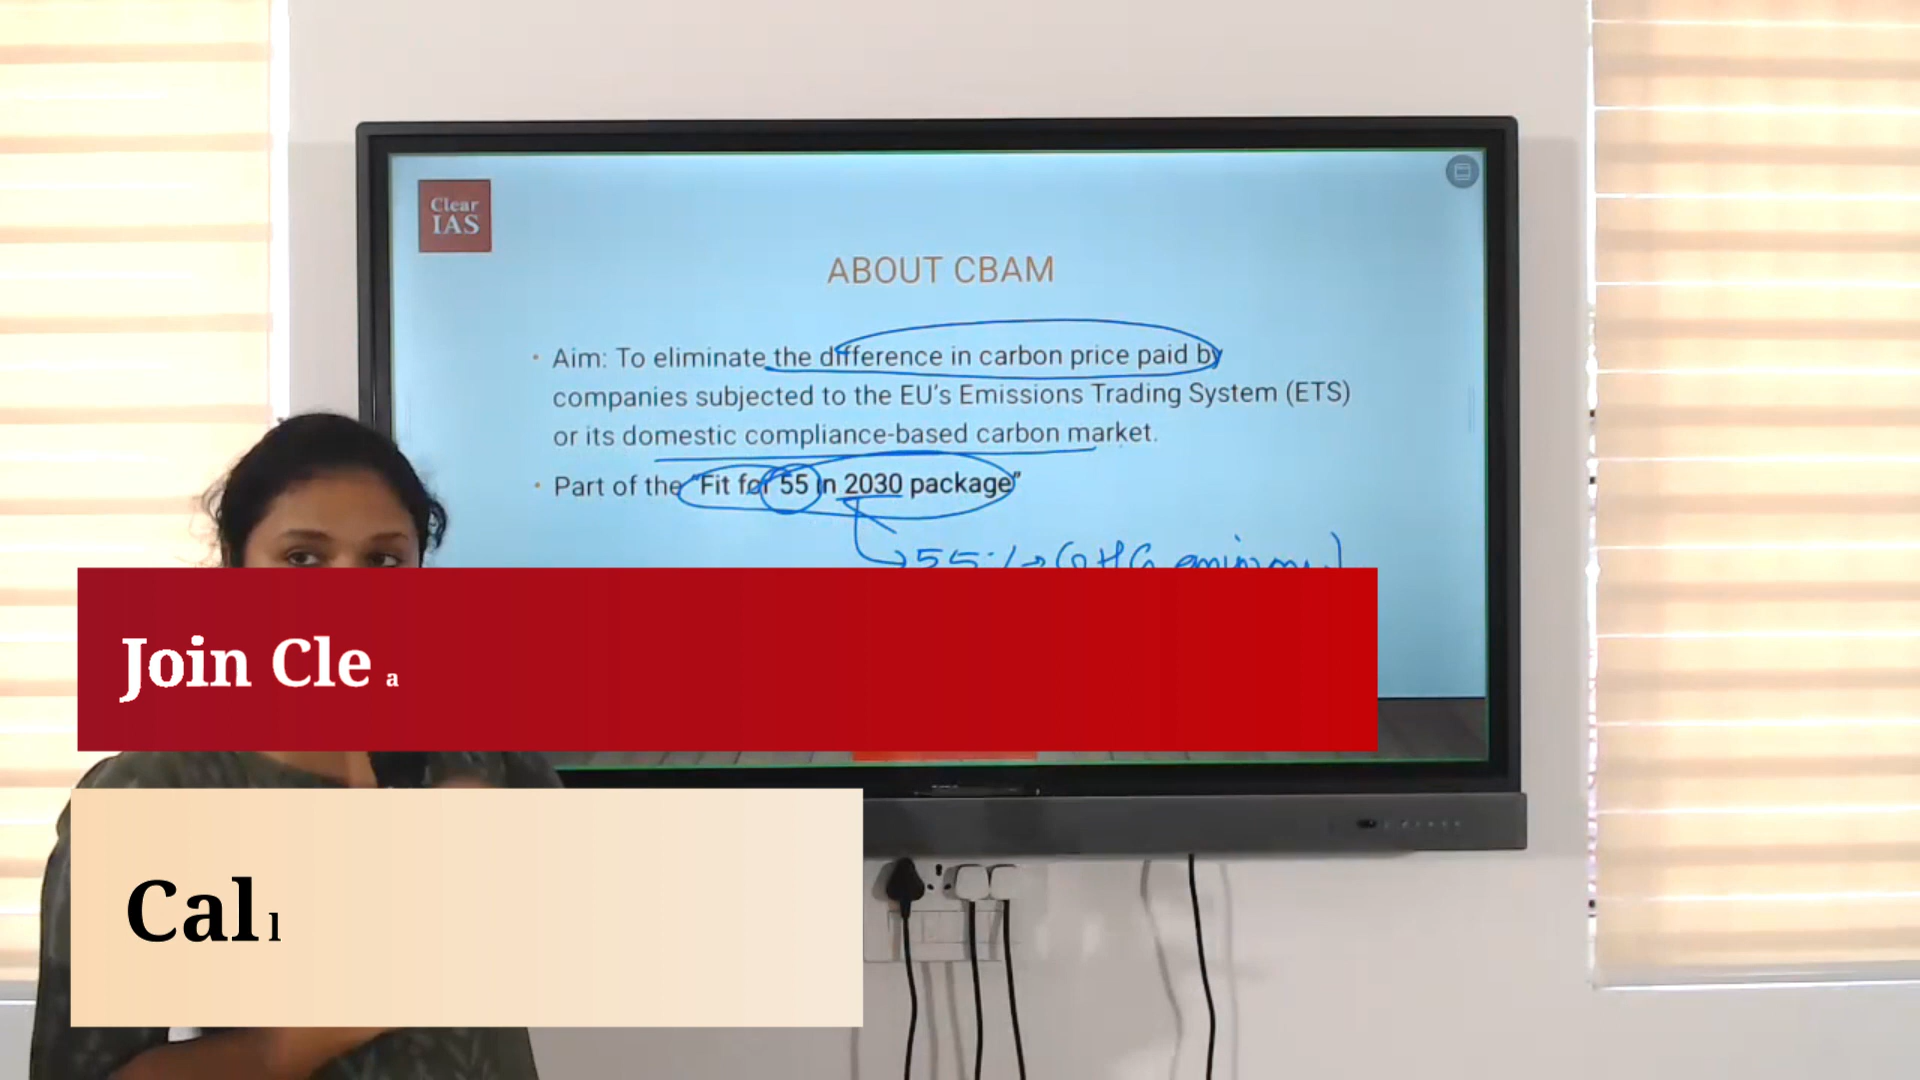 Clear
IAS
ABOUT CBAM
• Aim: To eliminate the difference in carbon price paid by
companies subjected to the EU's Emissions Trading System (ETS)
or its domestic compliance-based carbon market.
• Part of the "Fit for 55 in 2030 package"
55% → GHG emissions
Join Cle a
Cal l